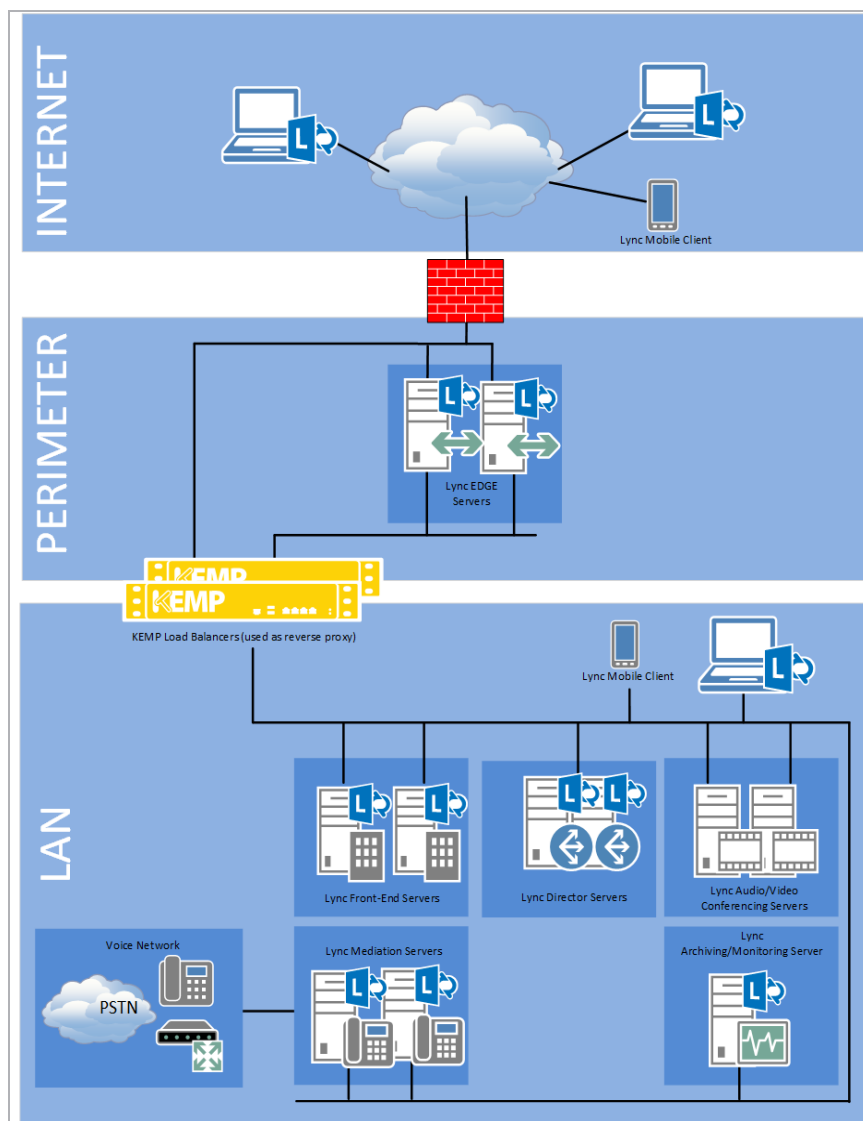 INTERNET
L
L
Lync Mobile Client
PERIMETER
L
L
Lync EDGE
Servers
KEMP
KEMP
KEMP Load Balancers (used as reverse proxy)
Lync Mobile Client
L
LAN
L
L
L
L
Lync Front-End Servers
Lync Director Servers
Lync Audio/Video
Conferencing Servers
Voice Network
PSTN
Lync Mediation Servers
L
L
Lync
Archiving/Monitoring Server
L